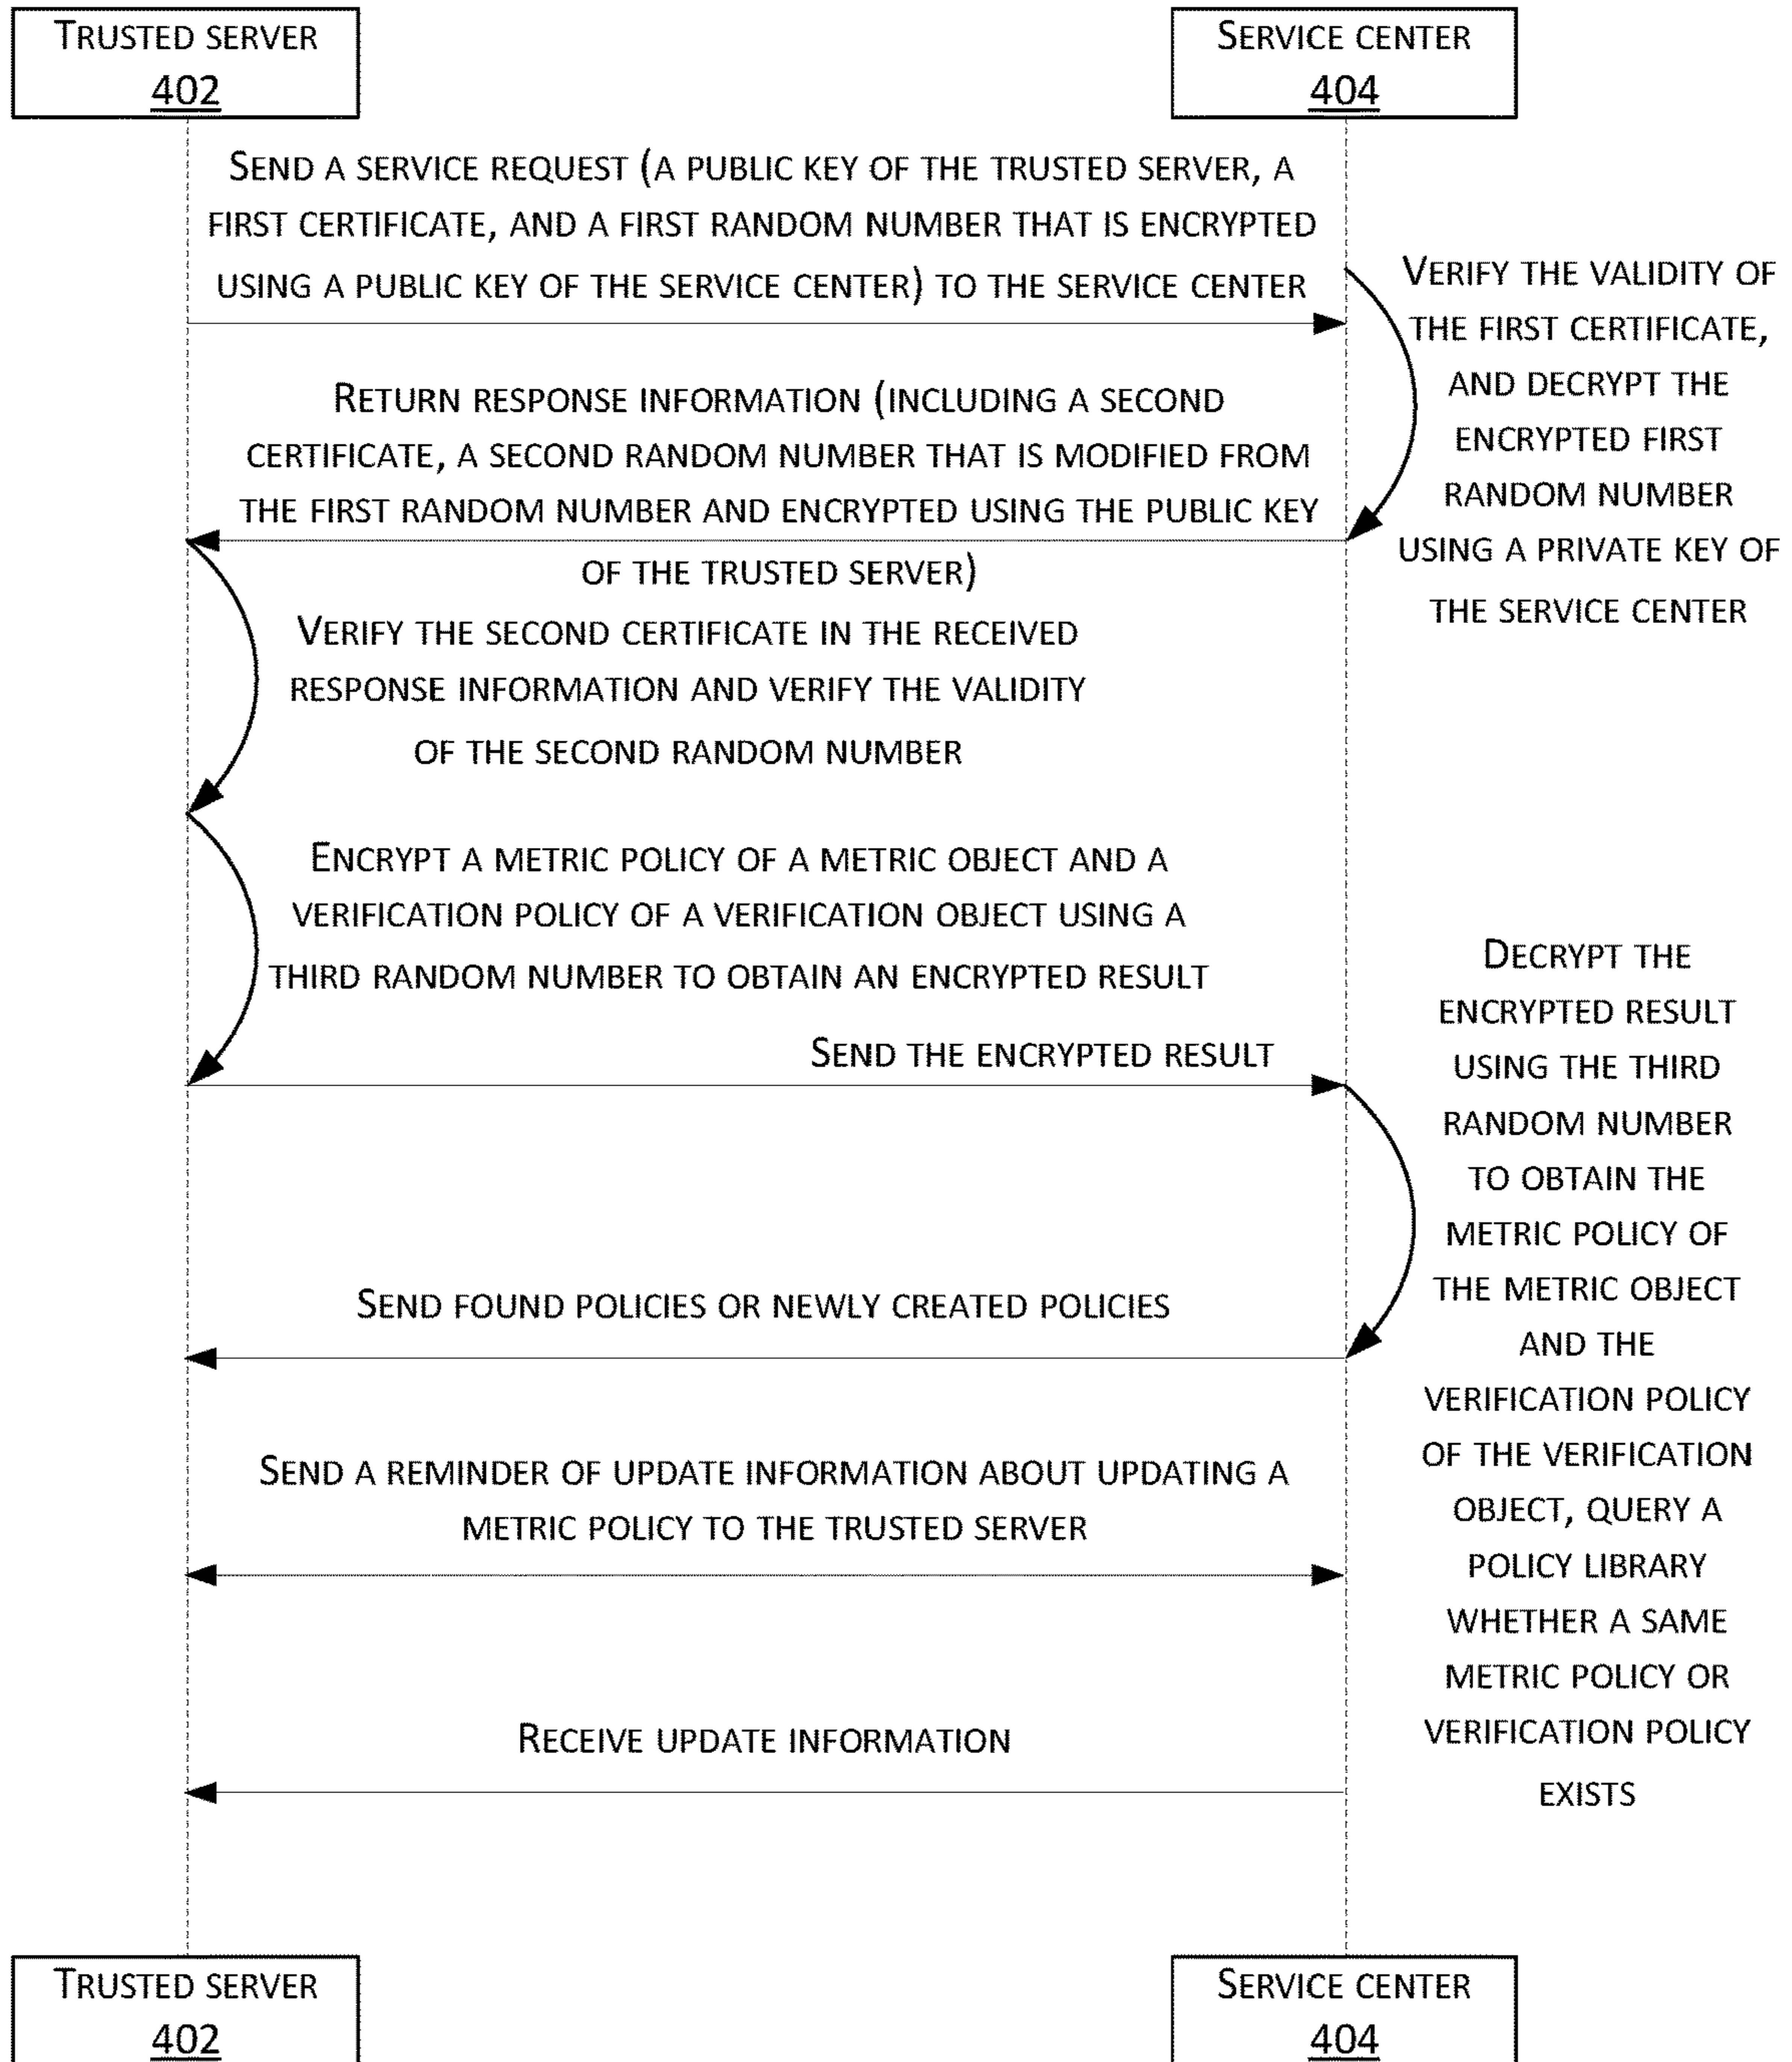 TRUSTED SERVER
402
SERVICE CENTER
404
SEND A SERVICE REQUEST (A PUBLIC KEY OF THE TRUSTED SERVER, A
FIRST CERTIFICATE, AND A FIRST RANDOM NUMBER THAT IS ENCRYPTED
USING A PUBLIC KEY OF THE SERVICE CENTER) TO THE SERVICE CENTER
VERIFY THE VALIDITY OF
THE FIRST CERTIFICATE,
AND DECRYPT THE
ENCRYPTED FIRST
RANDOM NUMBER
USING A PRIVATE KEY OF
THE SERVICE CENTER
RETURN RESPONSE INFORMATION (INCLUDING A SECOND
CERTIFICATE, A SECOND RANDOM NUMBER THAT IS MODIFIED FROM
THE FIRST RANDOM NUMBER AND ENCRYPTED USING THE PUBLIC KEY
OF THE TRUSTED SERVER)
VERIFY THE SECOND CERTIFICATE IN THE RECEIVED
RESPONSE INFORMATION AND VERIFY THE VALIDITY
OF THE SECOND RANDOM NUMBER
ENCRYPT A METRIC POLICY OF A METRIC OBJECT AND A
VERIFICATION POLICY OF A VERIFICATION OBJECT USING A
THIRD RANDOM NUMBER TO OBTAIN AN ENCRYPTED RESULT
SEND THE ENCRYPTED RESULT
DECRYPT THE
ENCRYPTED RESULT
USING THE THIRD
RANDOM NUMBER
TO OBTAIN THE
METRIC POLICY OF
THE METRIC OBJECT
AND THE
VERIFICATION POLICY
OF THE VERIFICATION
OBJECT, QUERY A
POLICY LIBRARY
WHETHER A SAME
METRIC POLICY OR
VERIFICATION POLICY
EXISTS
SEND FOUND POLICIES OR NEWLY CREATED POLICIES
SEND A REMINDER OF UPDATE INFORMATION ABOUT UPDATING A
METRIC POLICY TO THE TRUSTED SERVER
RECEIVE UPDATE INFORMATION
TRUSTED SERVER
402
SERVICE CENTER
404